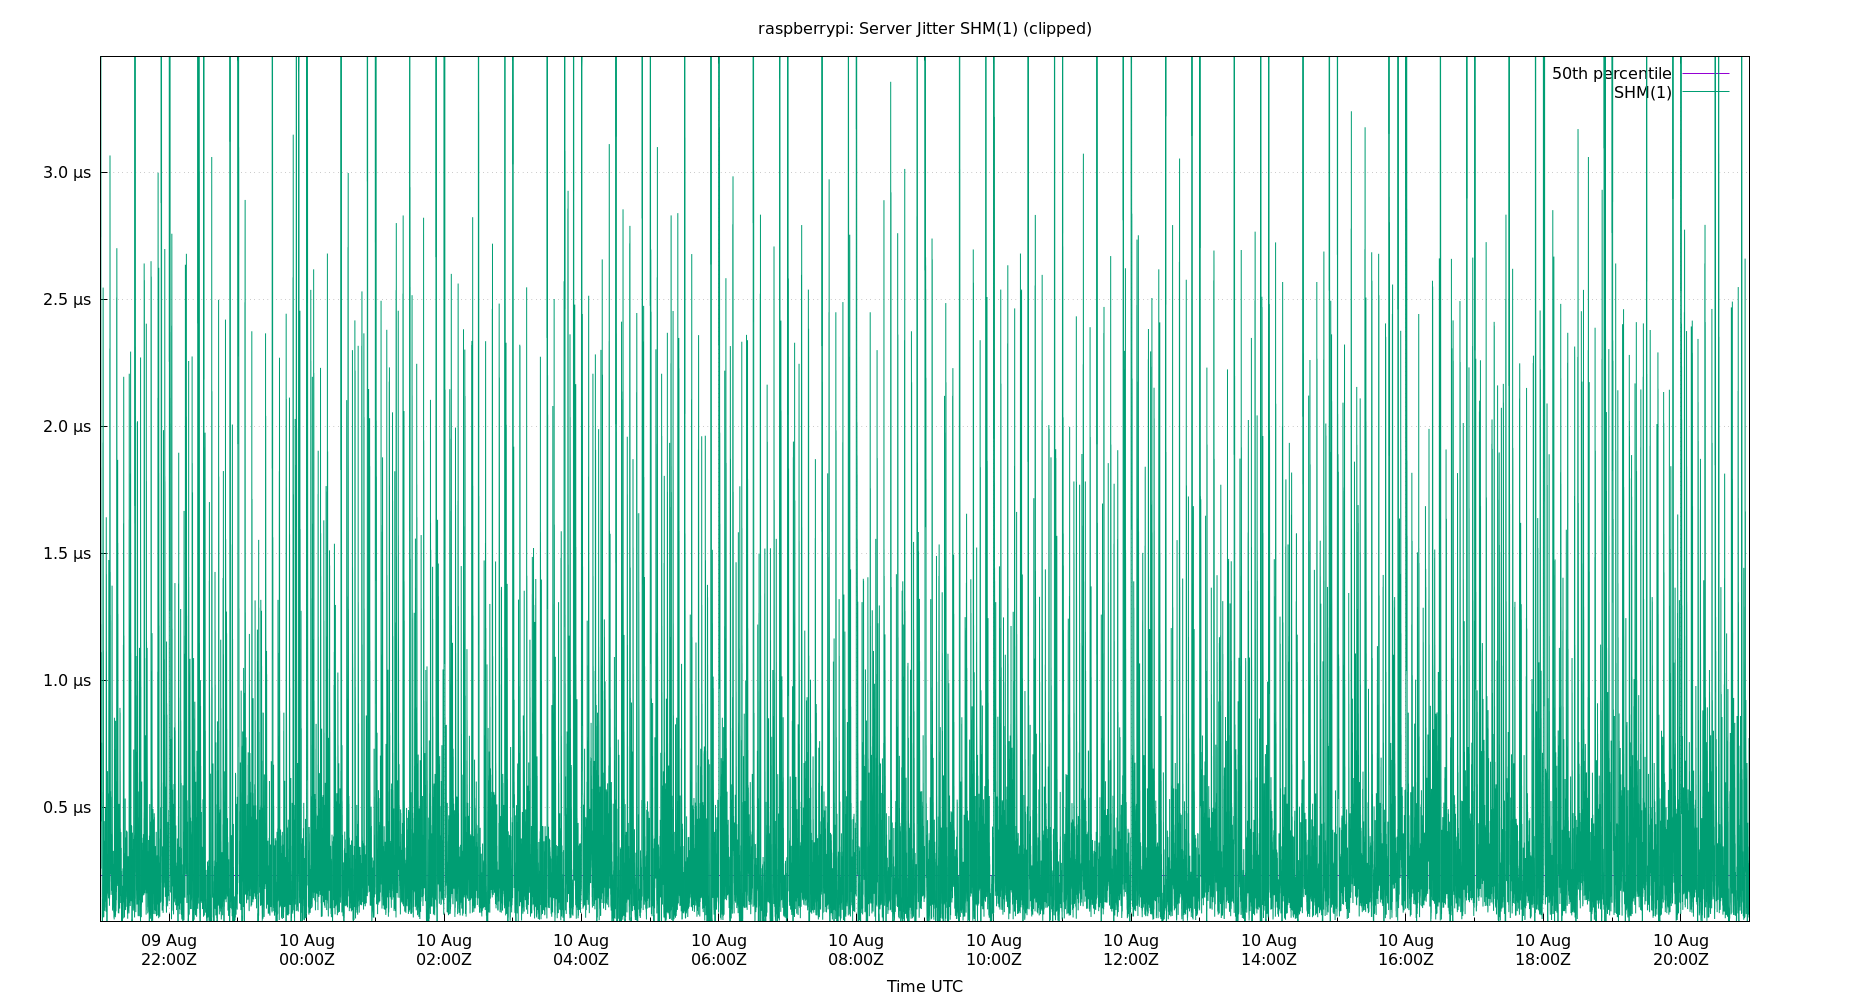 raspberrypi: Server Jitter SHM(1) (clipped)
50th percentile
SHM(1)
3.0 µs
2.5 µs
2.0 µs
1.5 µs
1.0 µs
0.5 µs
09 Aug 10 Aug 10 Aug 10 Aug 10 Aug 10 Aug 10 Aug 10 Aug 10 Aug 10 Aug 10 Aug 10 Aug
22:00Z 00:00Z 02:00Z 04:00Z 06:00Z 08:00Z 10:00Z 12:00Z 14:00Z 16:00Z 18:00Z 20:00Z
Time UTC